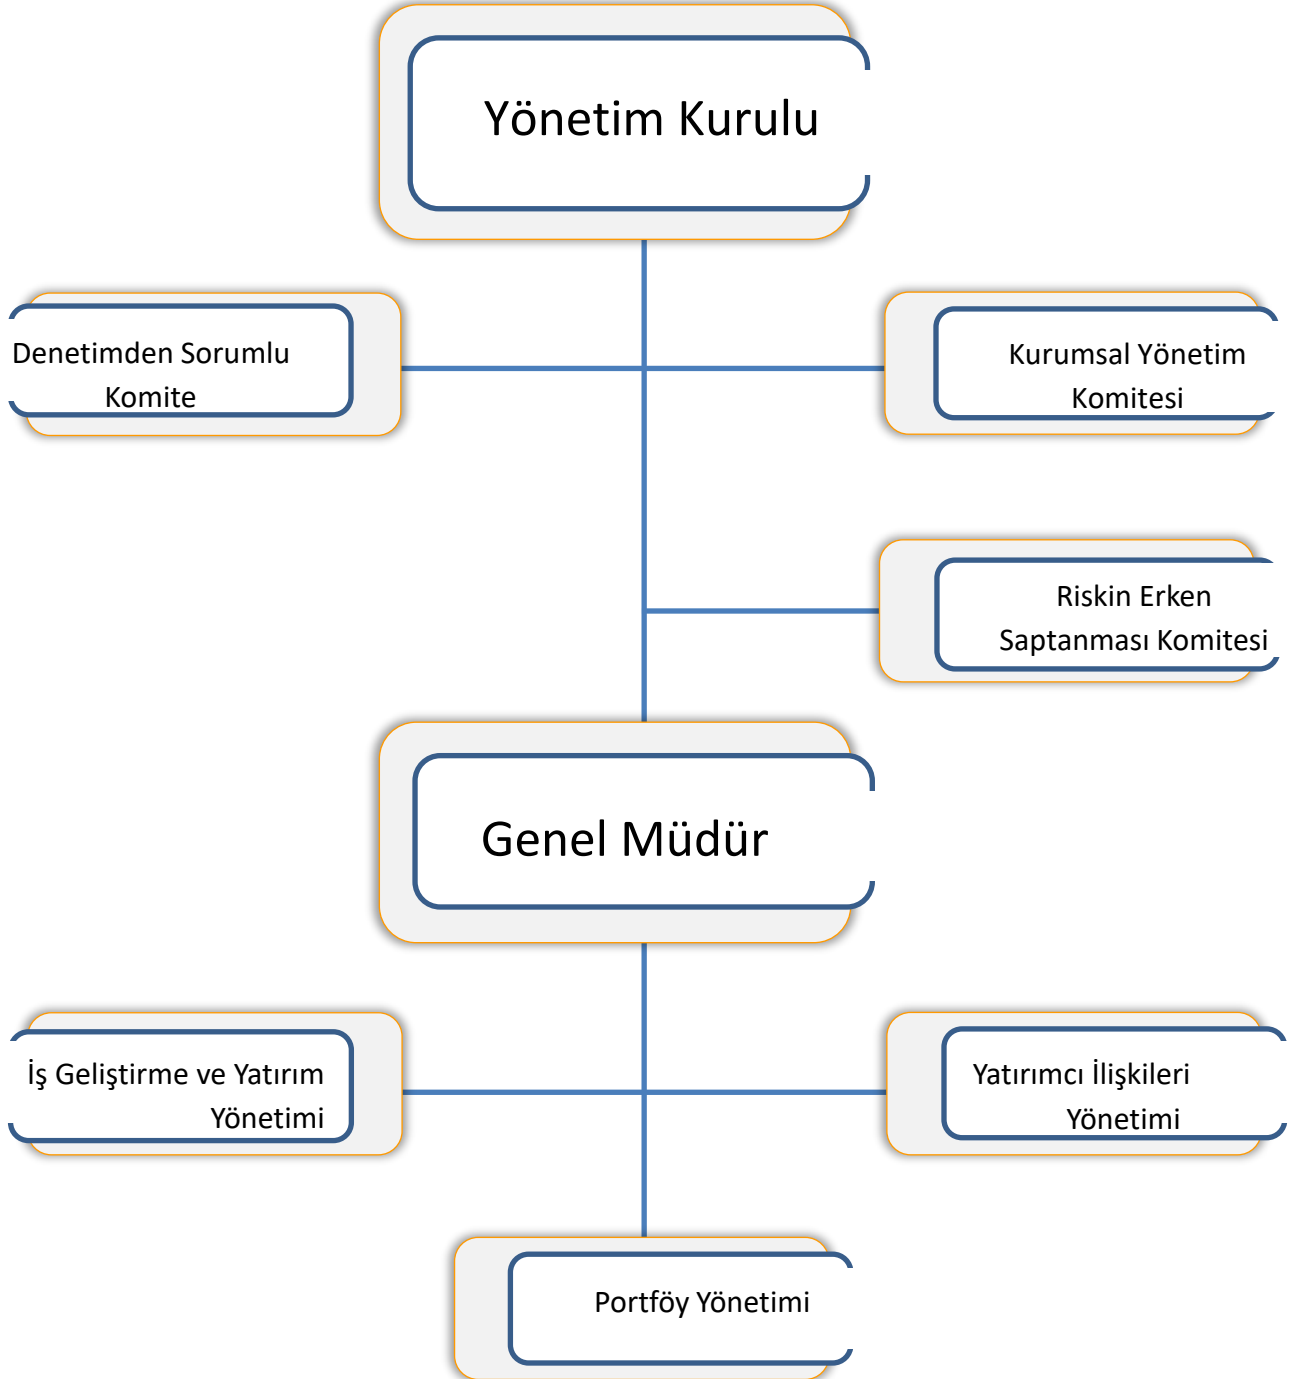 Yönetim Kurulu
Denetimden Sorumlu
Komite
Kurumsal Yönetim
Komitesi
Riskin Erken
Saptanması Komitesi
Genel Müdür
İş Geliştirme ve Yatırım
Yönetimi
Yatırımcı İlişkileri
Yönetimi
Portföy Yönetimi